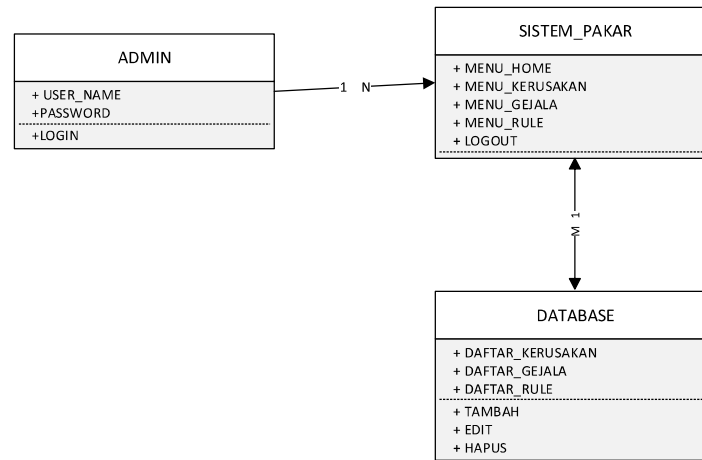 ADMIN
+ USER_NAME
+PASSWORD
+LOGIN
1 N
SISTEM_PAKAR
+ MENU_HOME
+ MENU_KERUSAKAN
+ MENU_GEJALA
+ MENU_RULE
+ LOGOUT
M 1
DATABASE
+ DAFTAR_KERUSAKAN
+ DAFTAR_GEJALA
+ DAFTAR_RULE
+ TAMBAH
+ EDIT
+ HAPUS